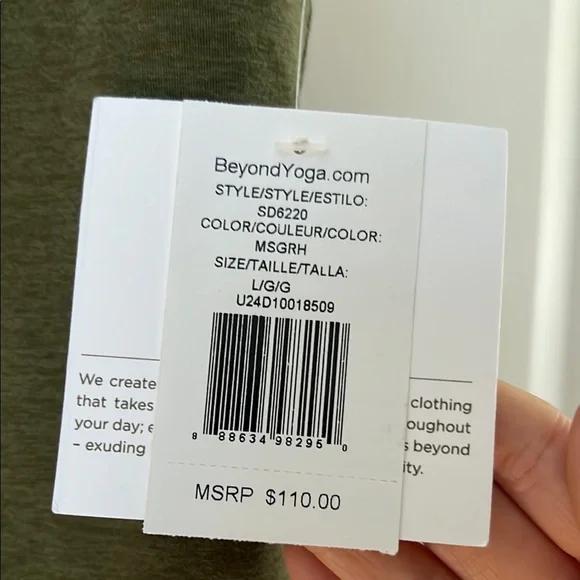 BeyondYoga.com
STYLE/STYLE/ESTILO:
SD6220
COLOR/COULEUR/COLOR:
MSGRH
SIZE/TAILLE/TALLA:
L/G/G
U24D10018509
8 88634 98295 0
MSRP $110.00
We create
that takes
your day; e
– exuding
clothing
oughout
s beyond
ity.